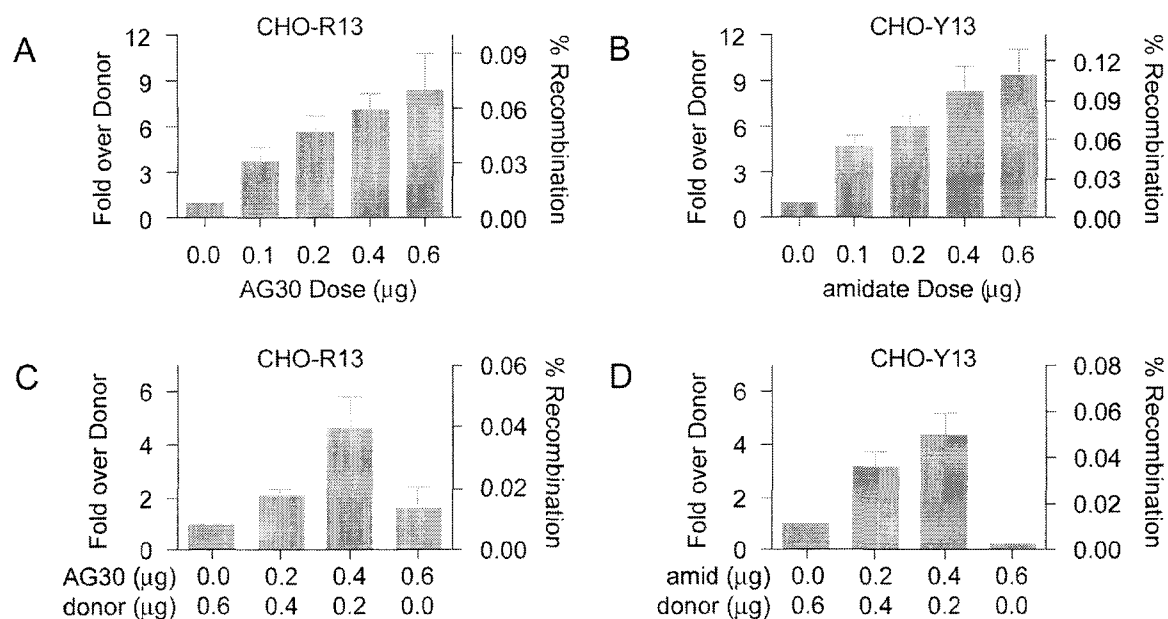 A
CHO-R13
Fold over Donor
12
9
6
3
0
0.09
0.06
0.03
0.00
% Recombination
0.0 0.1 0.2 0.4 0.6
AG30 Dose (µg)
B
CHO-Y13
Fold over Donor
12
9
6
3
0
0.12
0.09
0.06
0.03
0.00
% Recombination
0.0 0.1 0.2 0.4 0.6
amidate Dose (µg)
C
CHO-R13
Fold over Donor
6
4
2
0
0.06
0.04
0.02
0.00
% Recombination
AG30 (µg) 0.0 0.2 0.4 0.6
donor (µg) 0.6 0.4 0.2 0.0
D
CHO-Y13
Fold over Donor
6
4
2
0
0.08
0.06
0.04
0.02
0.00
% Recombination
amid (µg) 0.0 0.2 0.4 0.6
donor (µg) 0.6 0.4 0.2 0.0